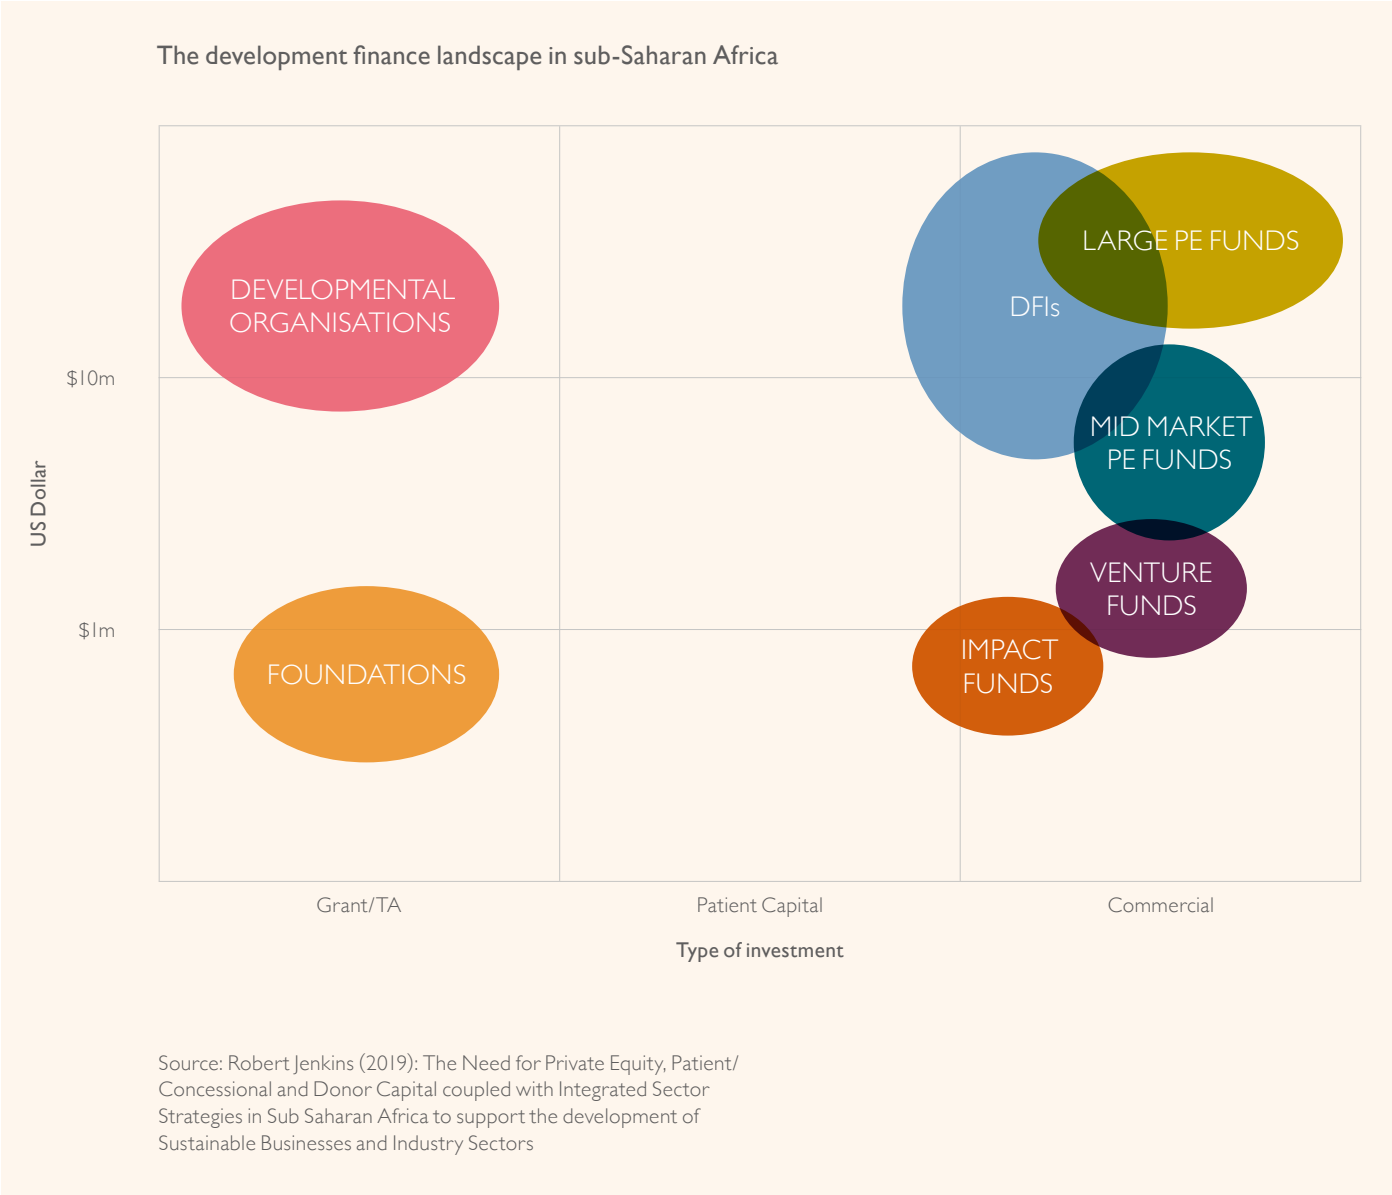 The development finance landscape in sub-Saharan Africa
DEVELOPMENTAL
ORGANISATIONS
LARGE PE FUNDS
DFIs
$10m
MID MARKET
PE FUNDS
US Dollar
VENTURE
FUNDS
$1m
IMPACT
FUNDS
FOUNDATIONS
Grant/TA
Patient Capital
Commercial
Type of investment
Source: Robert Jenkins (2019): The Need for Private Equity, Patient/
Concessional and Donor Capital coupled with Integrated Sector
Strategies in Sub Saharan Africa to support the development of
Sustainable Businesses and Industry Sectors